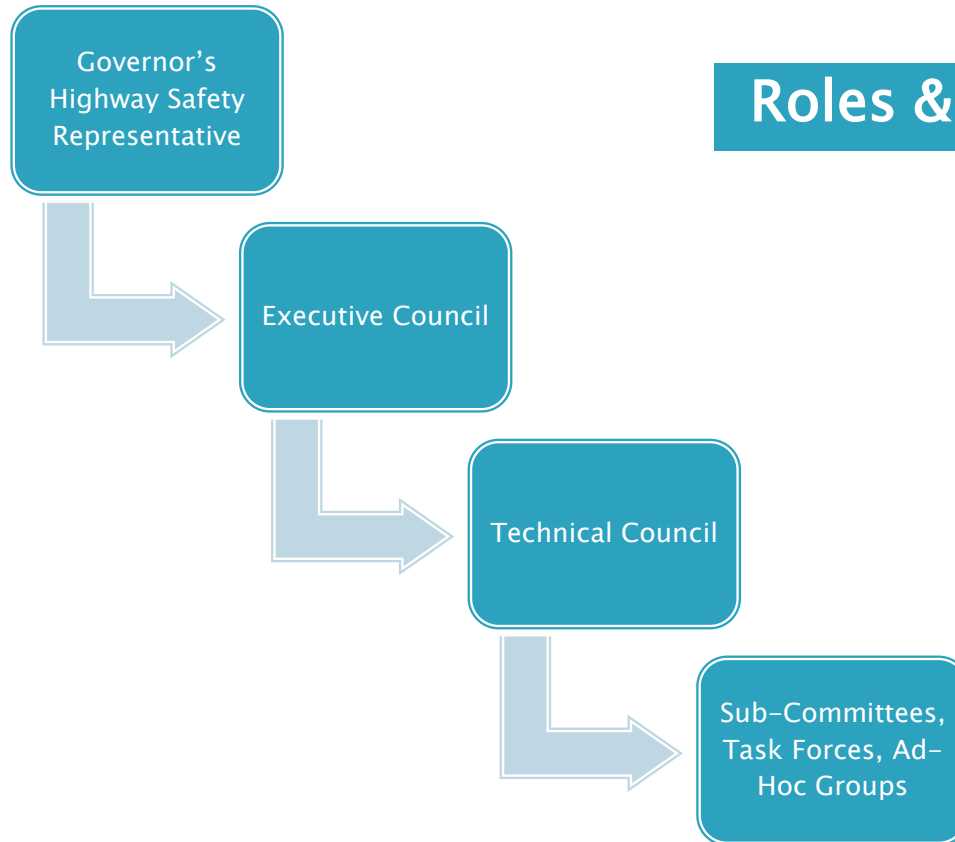 Governor’s
Highway Safety
Representative
Roles &
Executive Council
Technical Council
Sub-Committees,
Task Forces, Ad-
Hoc Groups